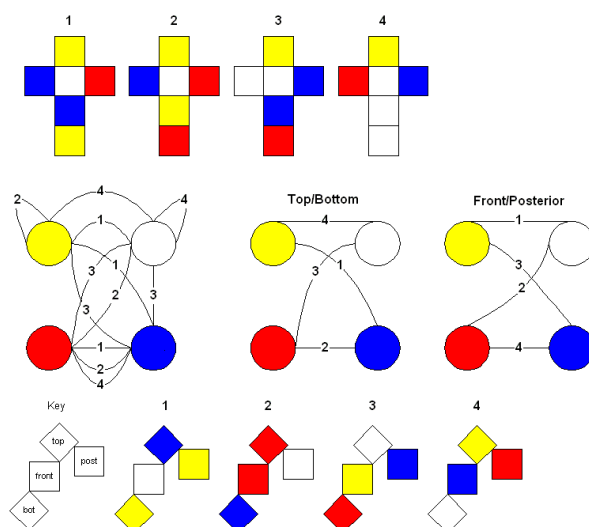 1 2 3 4
2 4 4
1
3 1
3 2 3
1
2
4
Top/Bottom
4
3 1
2
Front/Posterior
1
3
2
4
Key 1 2 3 4
top
post
front
bot